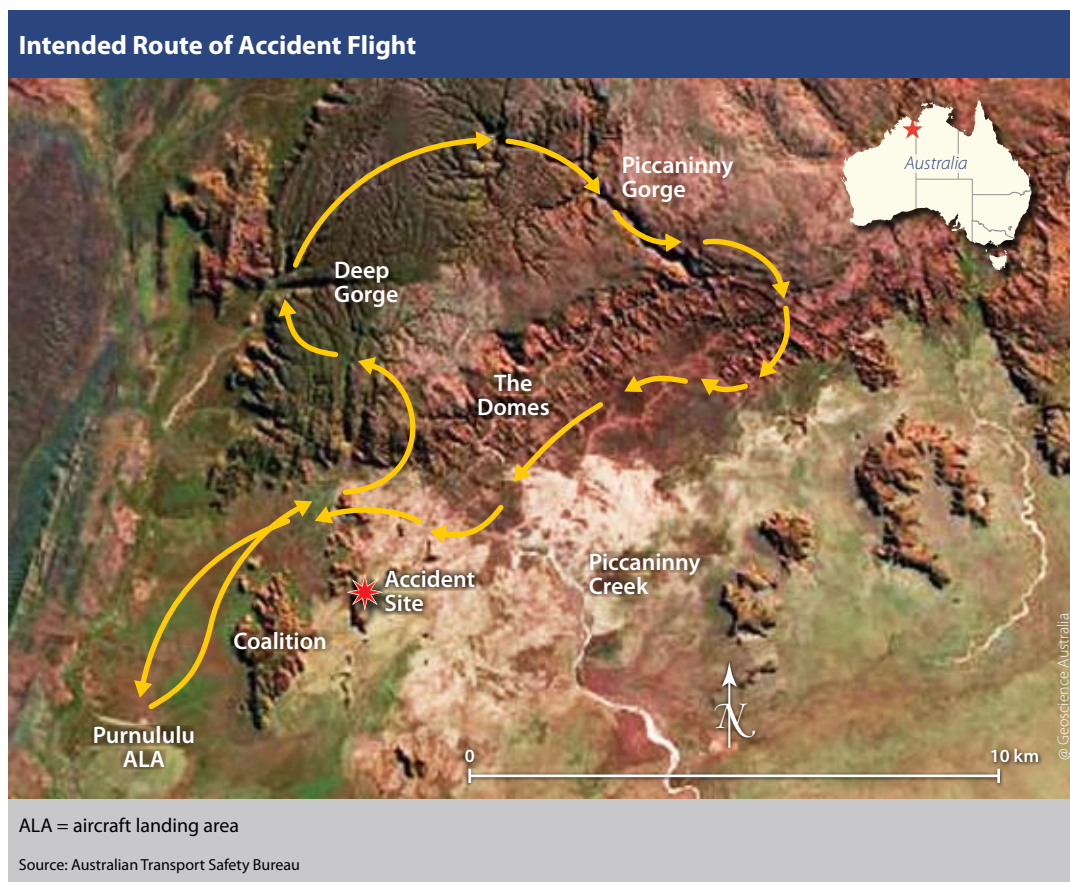 Intended Route of Accident Flight
Piccaninny
Gorge
Australia
Deep
Gorge
The
Domes
Piccaninny
Creek
Accident
Site
Coalition
Purnululu
ALA
N
0
10 km
@ Geoscience Australia
ALA = aircraft landing area
Source: Australian Transport Safety Bureau